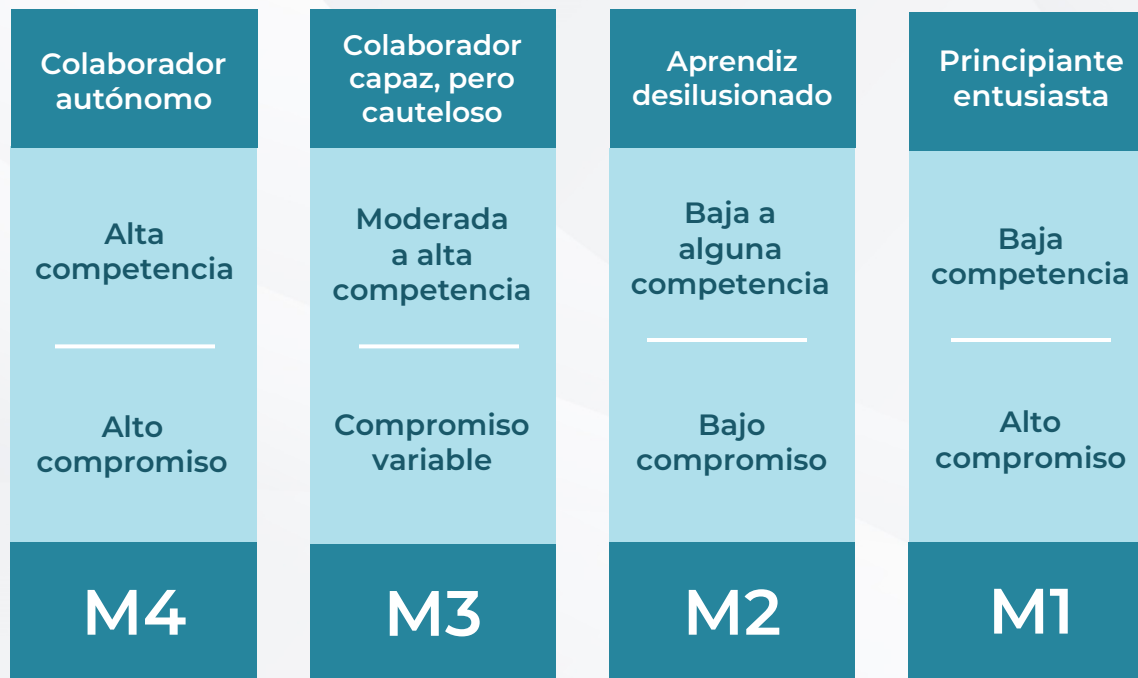 Colaborador
autónomo
Alta
competencia
Alto
compromiso
M4
Colaborador
capaz, pero
cauteloso
Moderada
a alta
competencia
Compromiso
variable
M3
Aprendiz
desilusionado
Baja a
alguna
competencia
Bajo
compromiso
M2
Principiante
entusiasta
Baja
competencia
Alto
compromiso
M1